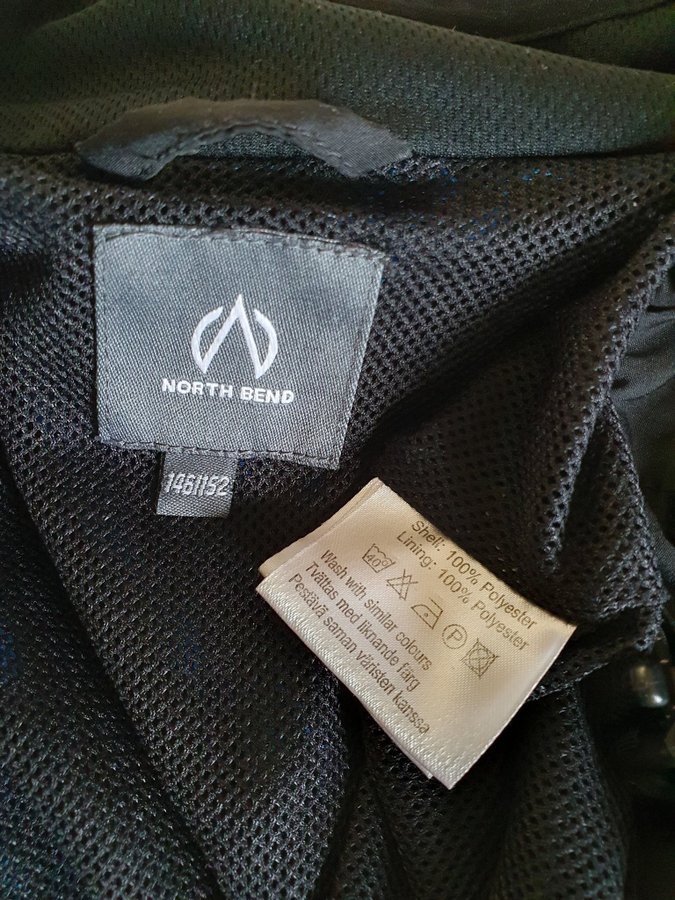 NORTH BEND
146/152
Shell: 100% Polyester
Lining: 100% Polyester
40
P
Wash with similar colours
Tvättas med liknande färg
Pestävä saman väristen kanssa